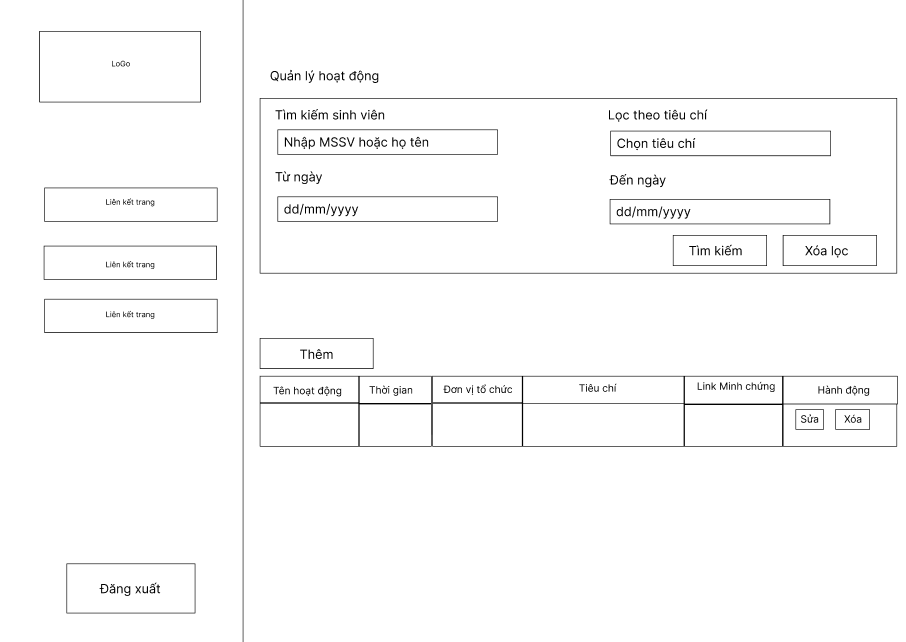 LoGo
Liên kết trang
Liên kết trang
Liên kết trang
Đăng xuất
Quản lý hoạt động
Tìm kiếm sinh viên
Lọc theo tiêu chí
Nhập MSSV hoặc họ tên
Chọn tiêu chí
Từ ngày
Đến ngày
dd/mm/yyyy
dd/mm/yyyy
Tìm kiếm
Xóa lọc
Thêm
Tên hoạt động
Thời gian
Đơn vị tổ chức
Tiêu chí
Link Minh chứng
Hành động
Sửa
Xóa